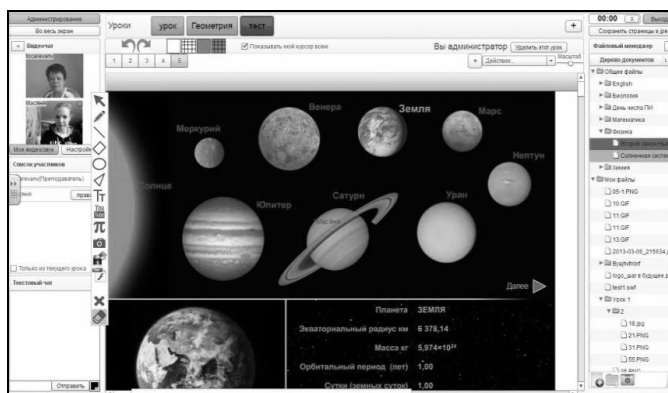 Администрирование
Во весь экран
Видеочат
Мое видео
Список участников
Только из текущего урока
Текстовый чат
Отправить
Уроки
урок
Геометрия
тест
+
Показывать мой курсор всем
Вы администратор
Удалить этот урок
1 2 3 4 5
+
Действия...
Масштаб
Меркурий
Венера
Земля
Марс
Нептун
Солнце
Юпитер
Сатурн
Уран
Далее
Планета ЗЕМЛЯ
Экваториальный радиус км 6 378,14
Масса кг 5,974×10²⁴
Орбитальный период (лет) 1,00
Сутки (земных суток) 1,00
00:00
X
Выход
Сохранить страницы в
Файловый менеджер
Дерево документов
Общие файлы
English
Биология
День числа ПИ
Математика
Физика
Второй закон
Солнечная систе
Химия
Мои файлы
05-1.PNG
10.GIF
11.GIF
11.GIF
13.GIF
2013-03-06_215634
logo_шаг в будущее
test1.swf
Урок 1
2
18.jpg
21.PNG
31.PNG
55.PNG